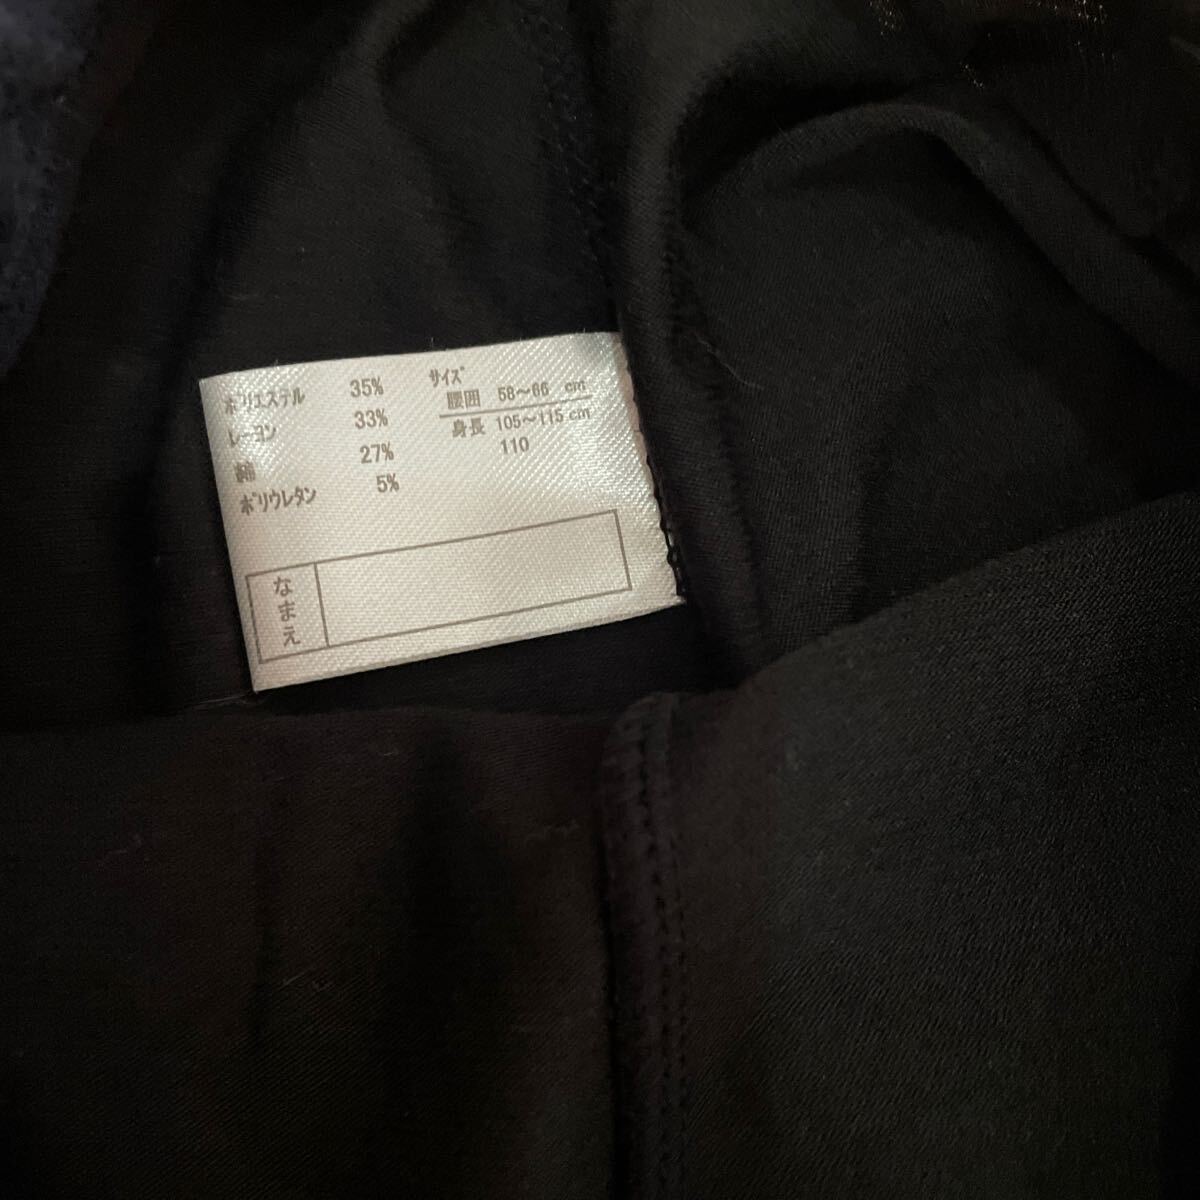 ポリエステル 35%
レーヨン 33%
綿 27%
ポリウレタン 5%
サイズ
腰囲 58～66 cm
身長 105～115 cm
110
なまえ